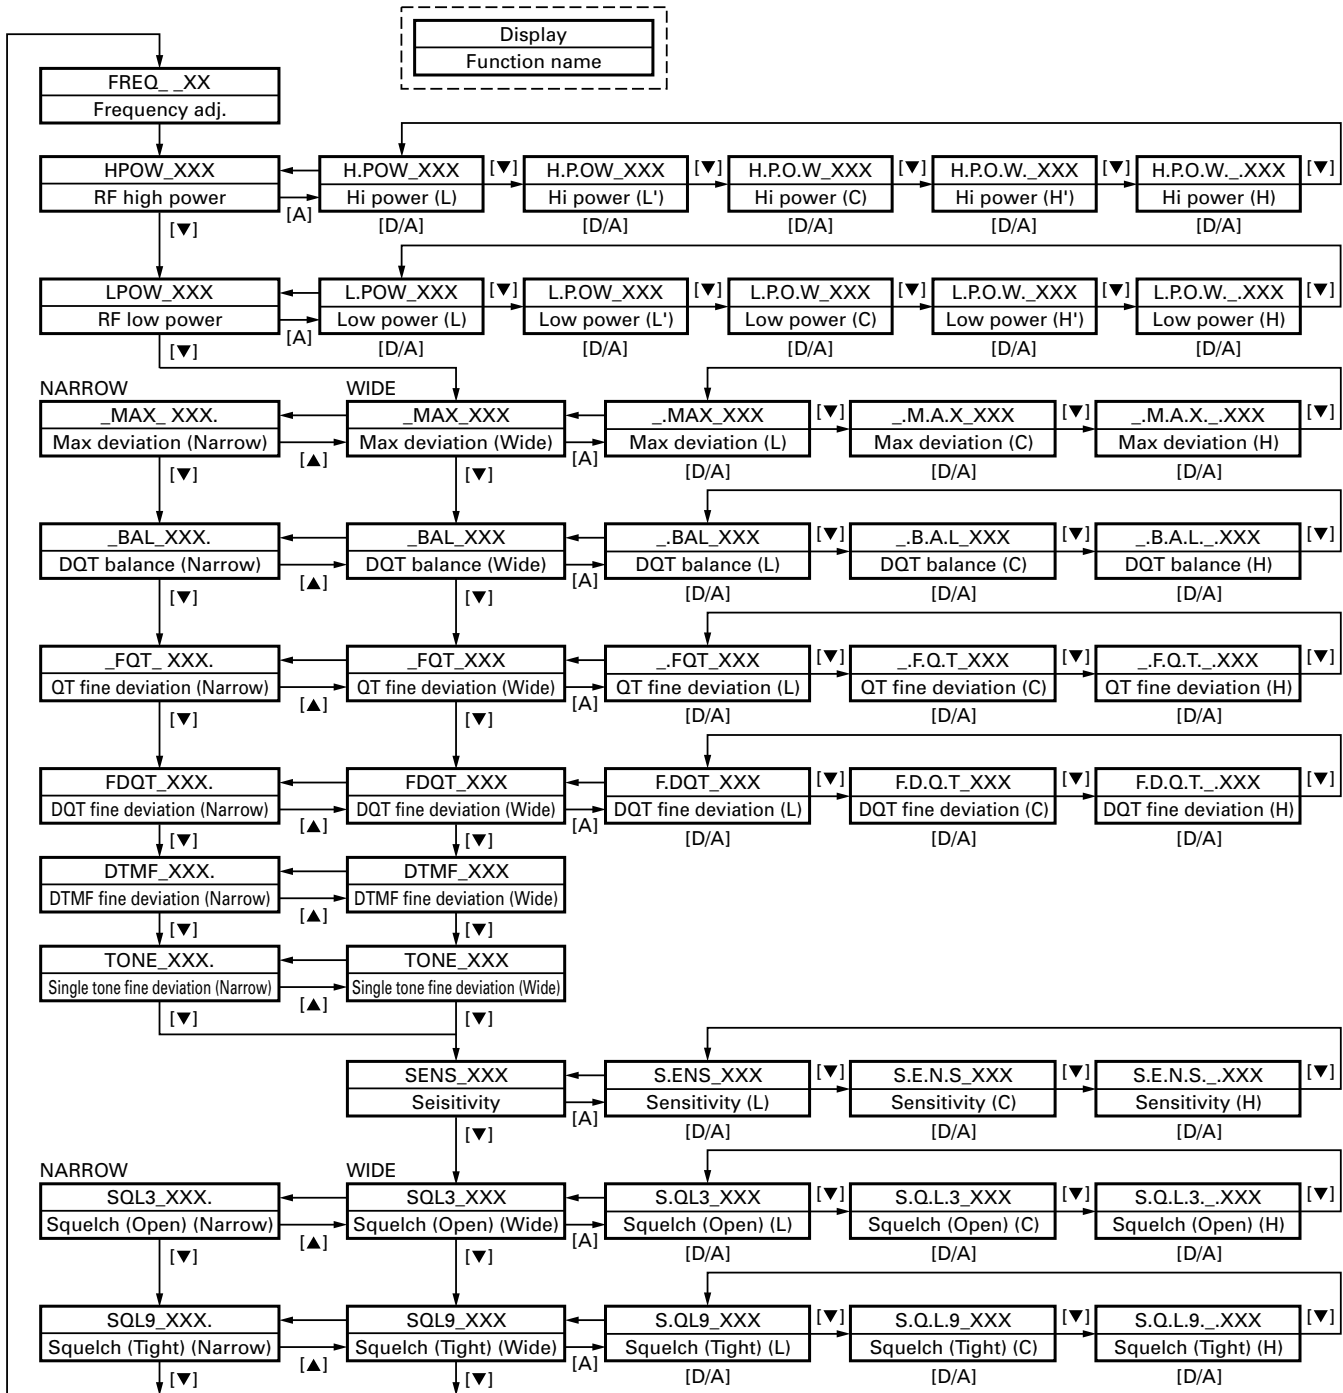 Display
Function name
FREQ_ _XX
Frequency adj.
HPOW_XXX
RF high power
[A]
[▼]
H.POW_XXX
Hi power (L)
[D/A]
[▼]
H.P.OW_XXX
Hi power (L')
[D/A]
[▼]
H.P.O.W_XXX
Hi power (C)
[D/A]
[▼]
H.P.O.W._XXX
Hi power (H')
[D/A]
[▼]
H.P.O.W._.XXX
Hi power (H)
[D/A]
[▼]
LPOW_XXX
RF low power
[A]
[▼]
L.POW_XXX
Low power (L)
[D/A]
[▼]
L.P.OW_XXX
Low power (L')
[D/A]
[▼]
L.P.O.W_XXX
Low power (C)
[D/A]
[▼]
L.P.O.W._XXX
Low power (H')
[D/A]
[▼]
L.P.O.W._.XXX
Low power (H)
[D/A]
[▼]
NARROW
WIDE
_MAX_ XXX.
Max deviation (Narrow)
[▲]
[▼]
_MAX_XXX
Max deviation (Wide)
[A]
[▼]
_.MAX_XXX
Max deviation (L)
[D/A]
[▼]
_.M.A.X_XXX
Max deviation (C)
[D/A]
[▼]
_.M.A.X._.XXX
Max deviation (H)
[D/A]
[▼]
_BAL_XXX.
DQT balance (Narrow)
[▲]
[▼]
_BAL_XXX
DQT balance (Wide)
[A]
[▼]
_.BAL_XXX
DQT balance (L)
[D/A]
[▼]
_.B.A.L_XXX
DQT balance (C)
[D/A]
[▼]
_.B.A.L._.XXX
DQT balance (H)
[D/A]
[▼]
_FQT_ XXX.
QT fine deviation (Narrow)
[▲]
[▼]
_FQT_XXX
QT fine deviation (Wide)
[A]
[▼]
_.FQT_XXX
QT fine deviation (L)
[D/A]
[▼]
_.F.Q.T_XXX
QT fine deviation (C)
[D/A]
[▼]
_.F.Q.T._.XXX
QT fine deviation (H)
[D/A]
[▼]
FDQT_XXX.
DQT fine deviation (Narrow)
[▲]
[▼]
FDQT_XXX
DQT fine deviation (Wide)
[A]
[▼]
F.DQT_XXX
DQT fine deviation (L)
[D/A]
[▼]
F.D.Q.T_XXX
DQT fine deviation (C)
[D/A]
[▼]
F.D.Q.T._.XXX
DQT fine deviation (H)
[D/A]
[▼]
DTMF_XXX.
DTMF fine deviation (Narrow)
[▲]
[▼]
DTMF_XXX
DTMF fine deviation (Wide)
[▼]
TONE_XXX.
Single tone fine deviation (Narrow)
[▲]
[▼]
TONE_XXX
Single tone fine deviation (Wide)
[▼]
SENS_XXX
Seisitivity
[A]
[▼]
S.ENS_XXX
Sensitivity (L)
[D/A]
[▼]
S.E.N.S_XXX
Sensitivity (C)
[D/A]
[▼]
S.E.N.S._.XXX
Sensitivity (H)
[D/A]
[▼]
NARROW
WIDE
SQL3_XXX.
Squelch (Open) (Narrow)
[▲]
[▼]
SQL3_XXX
Squelch (Open) (Wide)
[A]
[▼]
S.QL3_XXX
Squelch (Open) (L)
[D/A]
[▼]
S.Q.L.3_XXX
Squelch (Open) (C)
[D/A]
[▼]
S.Q.L.3._.XXX
Squelch (Open) (H)
[D/A]
[▼]
SQL9_XXX.
Squelch (Tight) (Narrow)
[▲]
[▼]
SQL9_XXX
Squelch (Tight) (Wide)
[A]
[▼]
S.QL9_XXX
Squelch (Tight) (L)
[D/A]
[▼]
S.Q.L.9_XXX
Squelch (Tight) (C)
[D/A]
[▼]
S.Q.L.9._.XXX
Squelch (Tight) (H)
[D/A]
[▼]